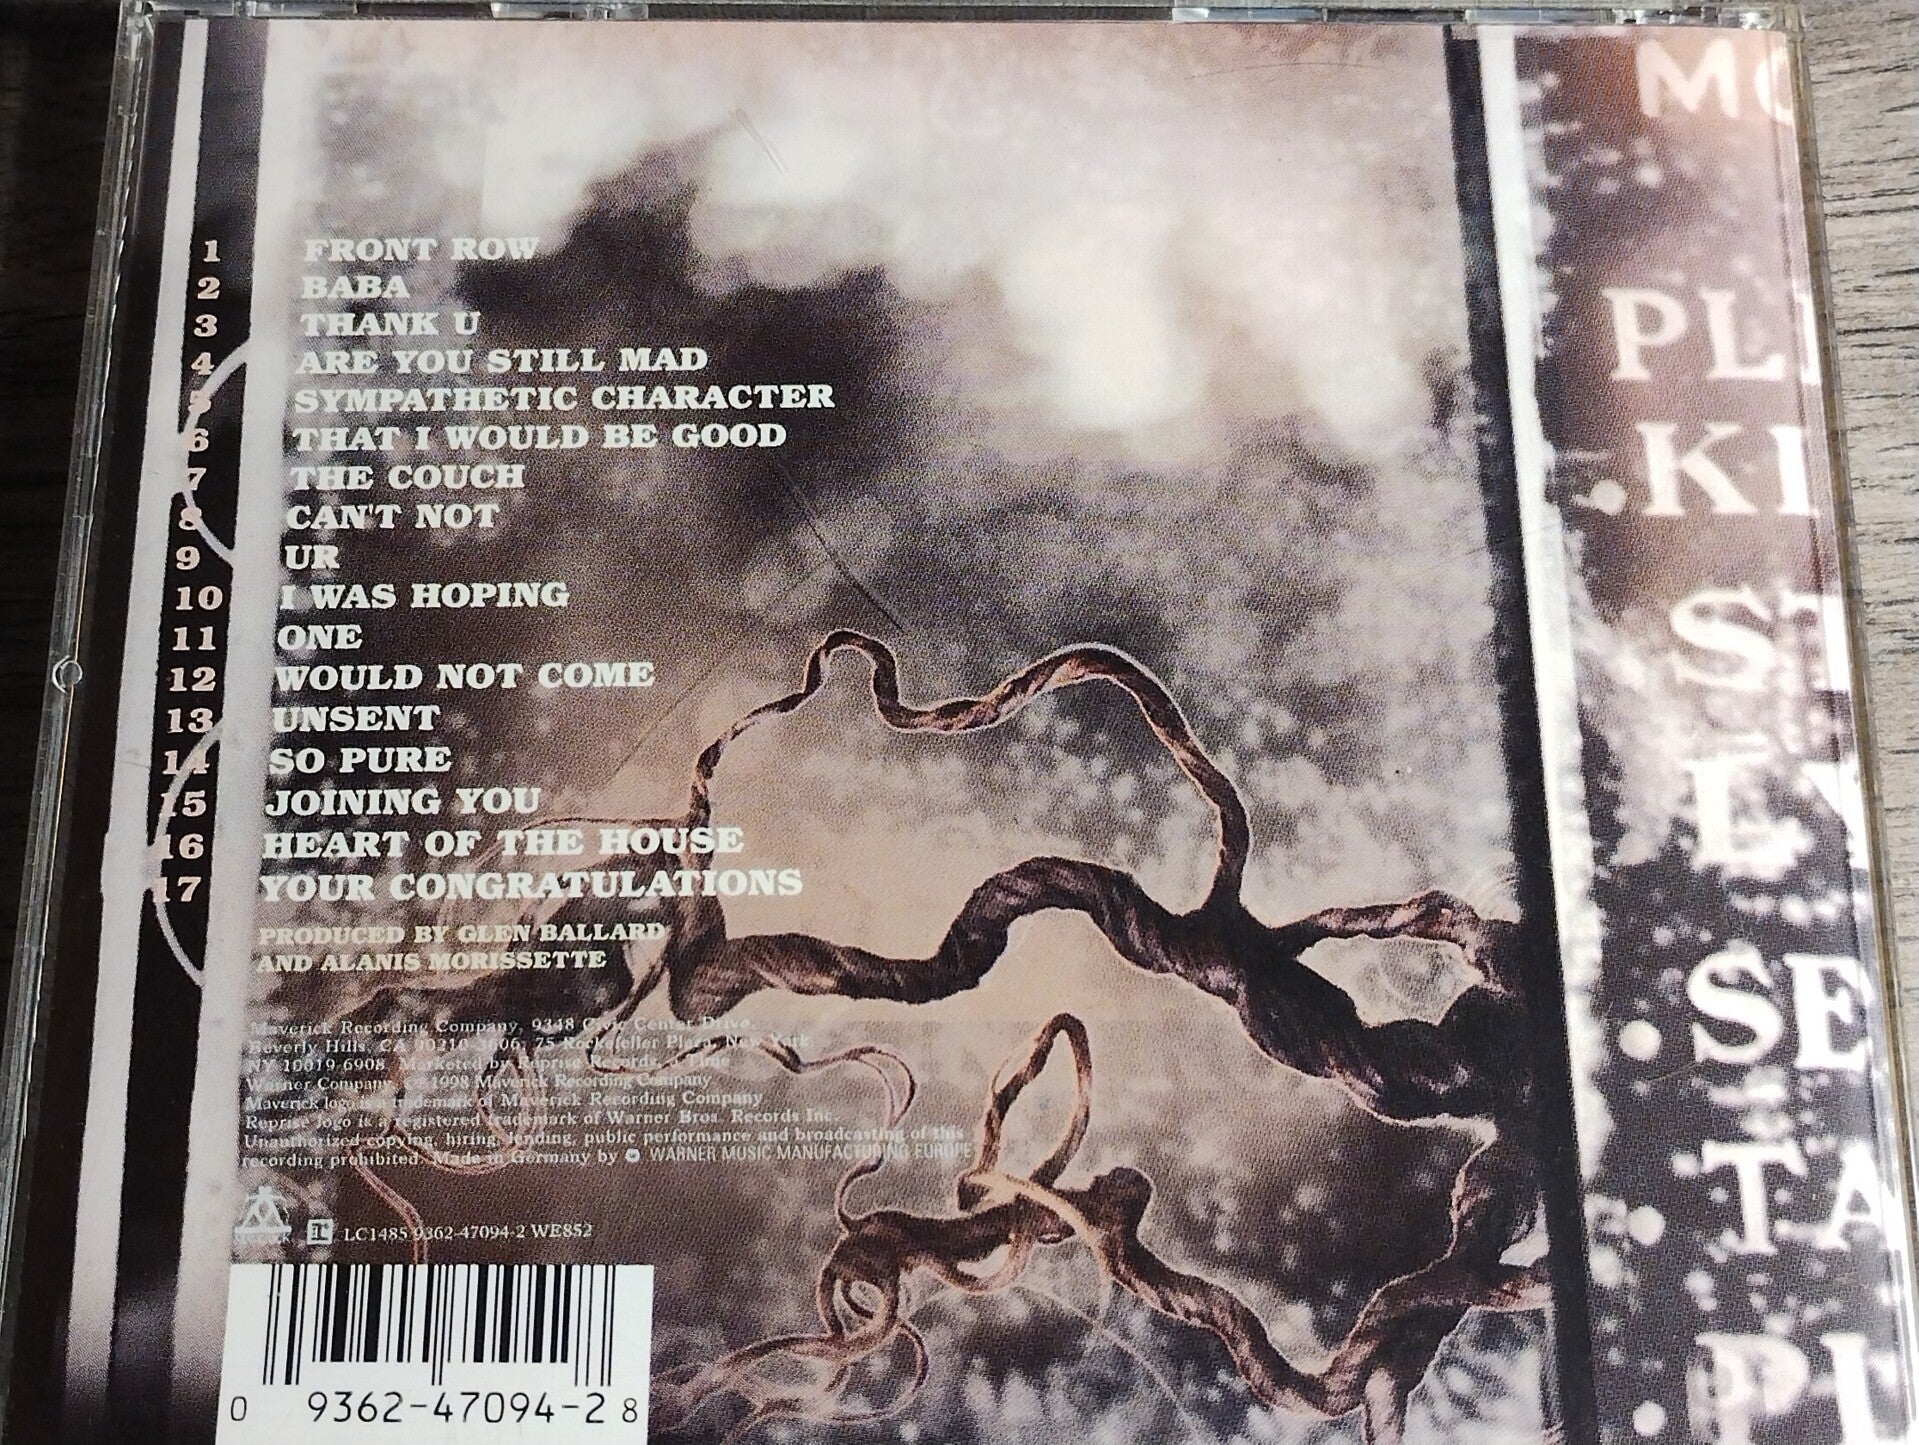 1 FRONT ROW
2 BABA
3 THANK U
4 ARE YOU STILL MAD
5 SYMPATHETIC CHARACTER
6 THAT I WOULD BE GOOD
7 THE COUCH
8 CAN'T NOT
9 UR
10 I WAS HOPING
11 ONE
12 WOULD NOT COME
13 UNSENT
14 SO PURE
15 JOINING YOU
16 HEART OF THE HOUSE
17 YOUR CONGRATULATIONS
PRODUCED BY GLEN BALLARD
AND ALANIS MORISSETTE
Maverick Recording Company, 9348 Civic Center Drive,
Beverly Hills, CA 90210-3606, 75 Rockefeller Plaza, New York
NY 10019-6908. Marketed by Reprise Records, a Time
Warner Company. 1998 Maverick Recording Company
Maverick logo is a trademark of Maverick Recording Company
Reprise logo is a registered trademark of Warner Bros. Records Inc.
Unauthorized copying, hiring, lending, public performance and broadcasting of this
recording prohibited. Made in Germany by WARNER MUSIC MANUFACTURING EUROPE
r LC1485 9362-47094-2 WE852
0 9362-47094-2 8
MO
PL
.KI
S
SE
TA
PU